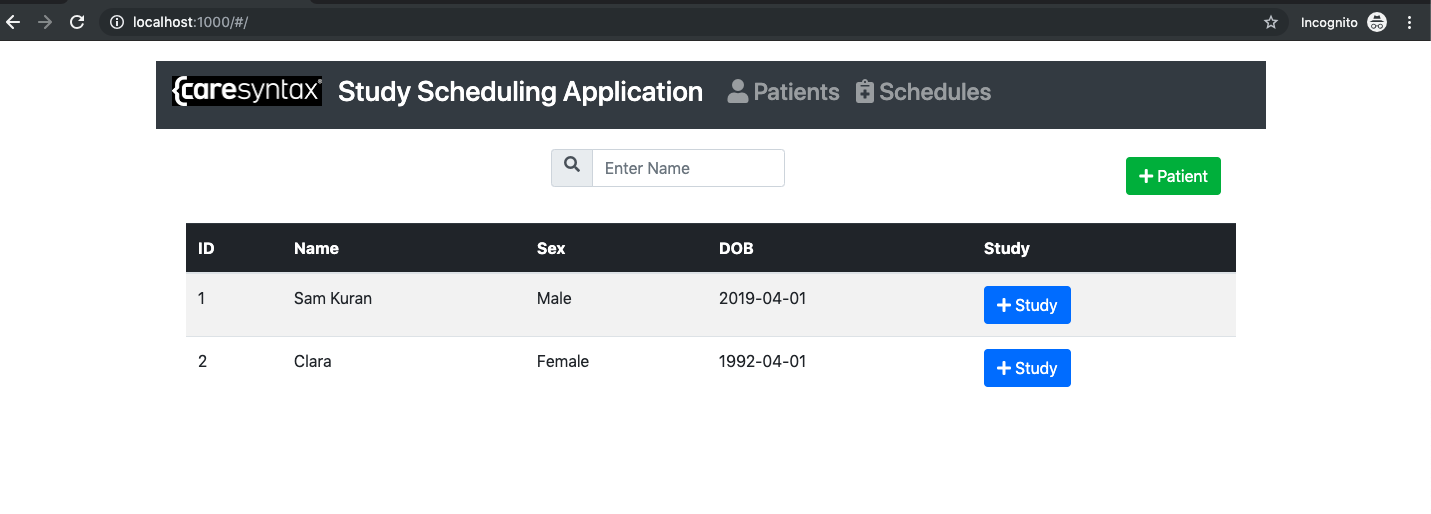 localhost:1000/#/ Incognito
{caresyntax® Study Scheduling Application Patients Schedules
Enter Name
+ Patient
ID Name Sex DOB Study
1 Sam Kuran Male 2019-04-01 + Study
2 Clara Female 1992-04-01 + Study